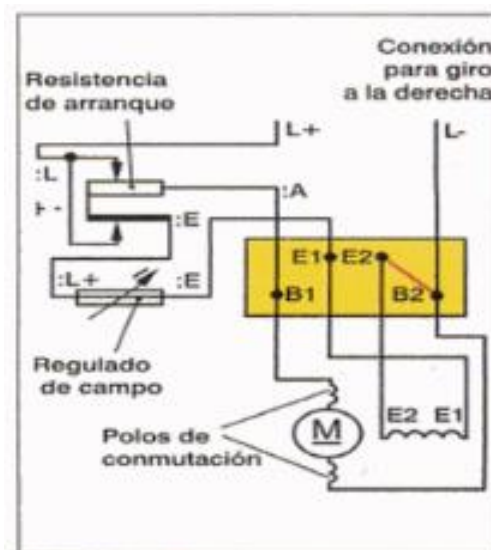 Conexión
para giro
a la derecha
Resistencia
de arranque
L+
L-
:L
+ -
:A
:E
:L+
:E
E1
E2
B1
B2
Regulado
de campo
E2
E1
M
Polos de
conmutación